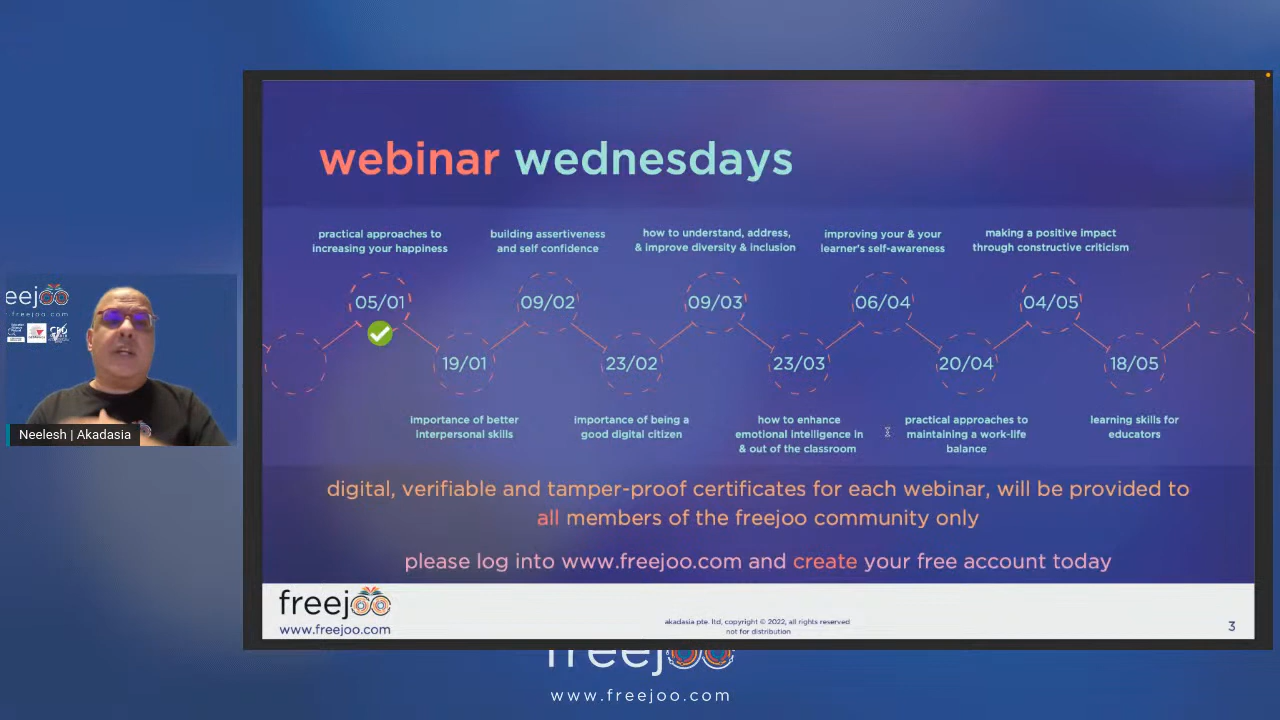 webinar wednesdays
practical approaches to
increasing your happiness
building assertiveness
and self confidence
how to understand, address,
& improve diversity & inclusion
improving your & your
learner's self-awareness
making a positive impact
through constructive criticism
05/01
09/02
09/03
06/04
04/05
19/01
23/02
23/03
20/04
18/05
importance of better
interpersonal skills
importance of being a
good digital citizen
how to enhance
emotional intelligence in
& out of the classroom
practical approaches to
maintaining a work-life
balance
learning skills for
educators
digital, verifiable and tamper-proof certificates for each webinar, will be provided to
all members of the freejoo community only
please log into www.freejoo.com and create your free account today
freejoo
www.freejoo.com
akadasia pte. ltd, copyright © 2022, all rights reserved
not for distribution
3
eejoo
freejoo.com
Neelesh | Akadasia
freejoo
www.freejoo.com